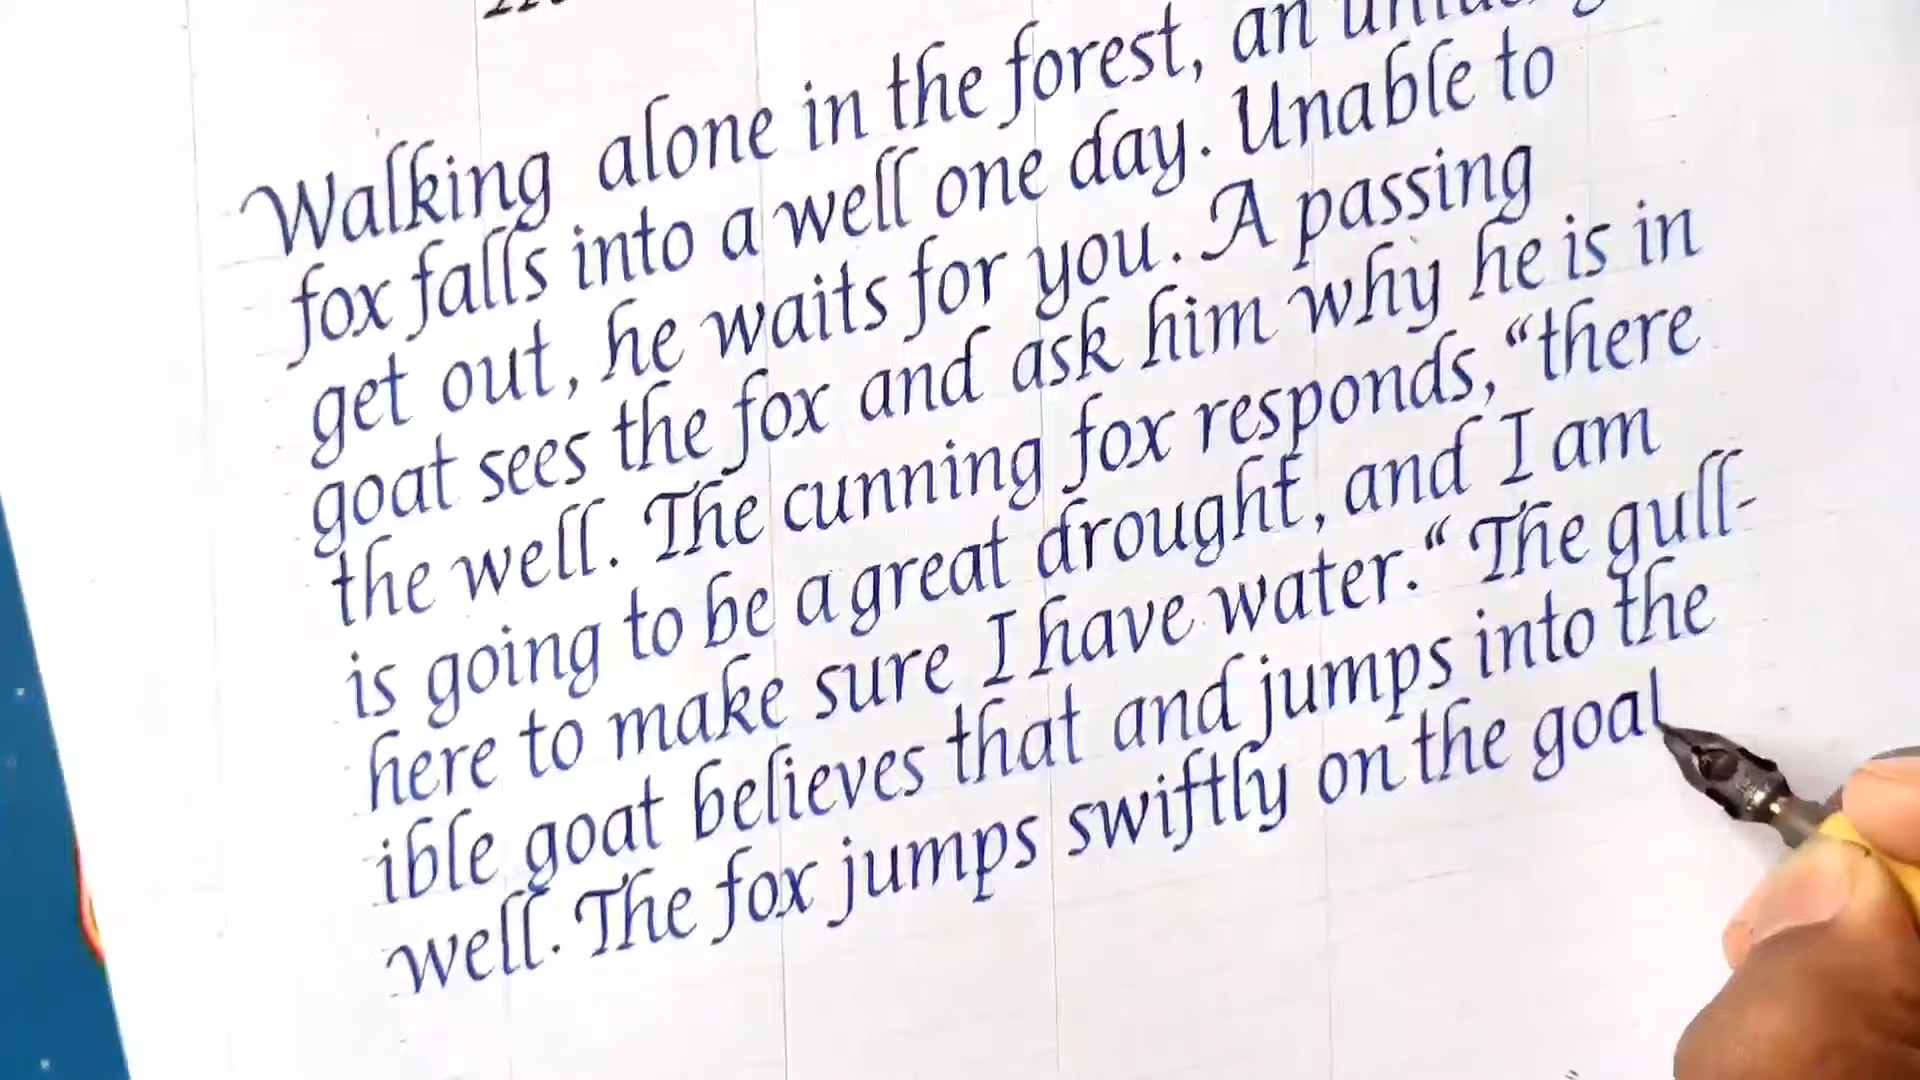 Walking alone in the forest, an
fox falls into a well one day. Unable to
get out, he waits for you. A passing
goat sees the fox and ask him why he is in
the well. The cunning fox responds, “there
is going to be a great drought, and I am
here to make sure I have water.“ The gull-
ible goat believes that and jumps into the
well. The fox jumps swiftly on the goat